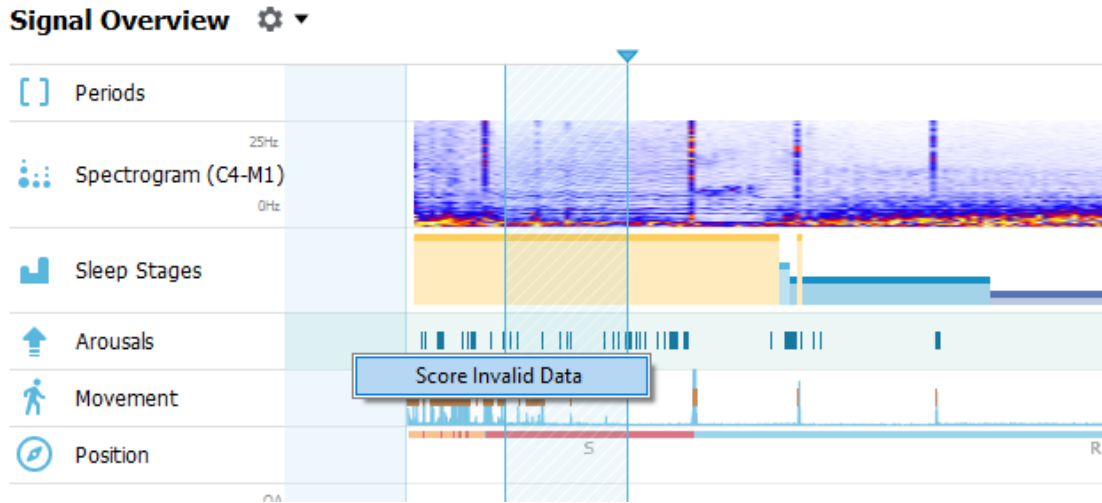 Signal Overview
Periods
25Hz
Spectrogram (C4-M1)
0Hz
Sleep Stages
Arousals
Score Invalid Data
Movement
Position
S
R